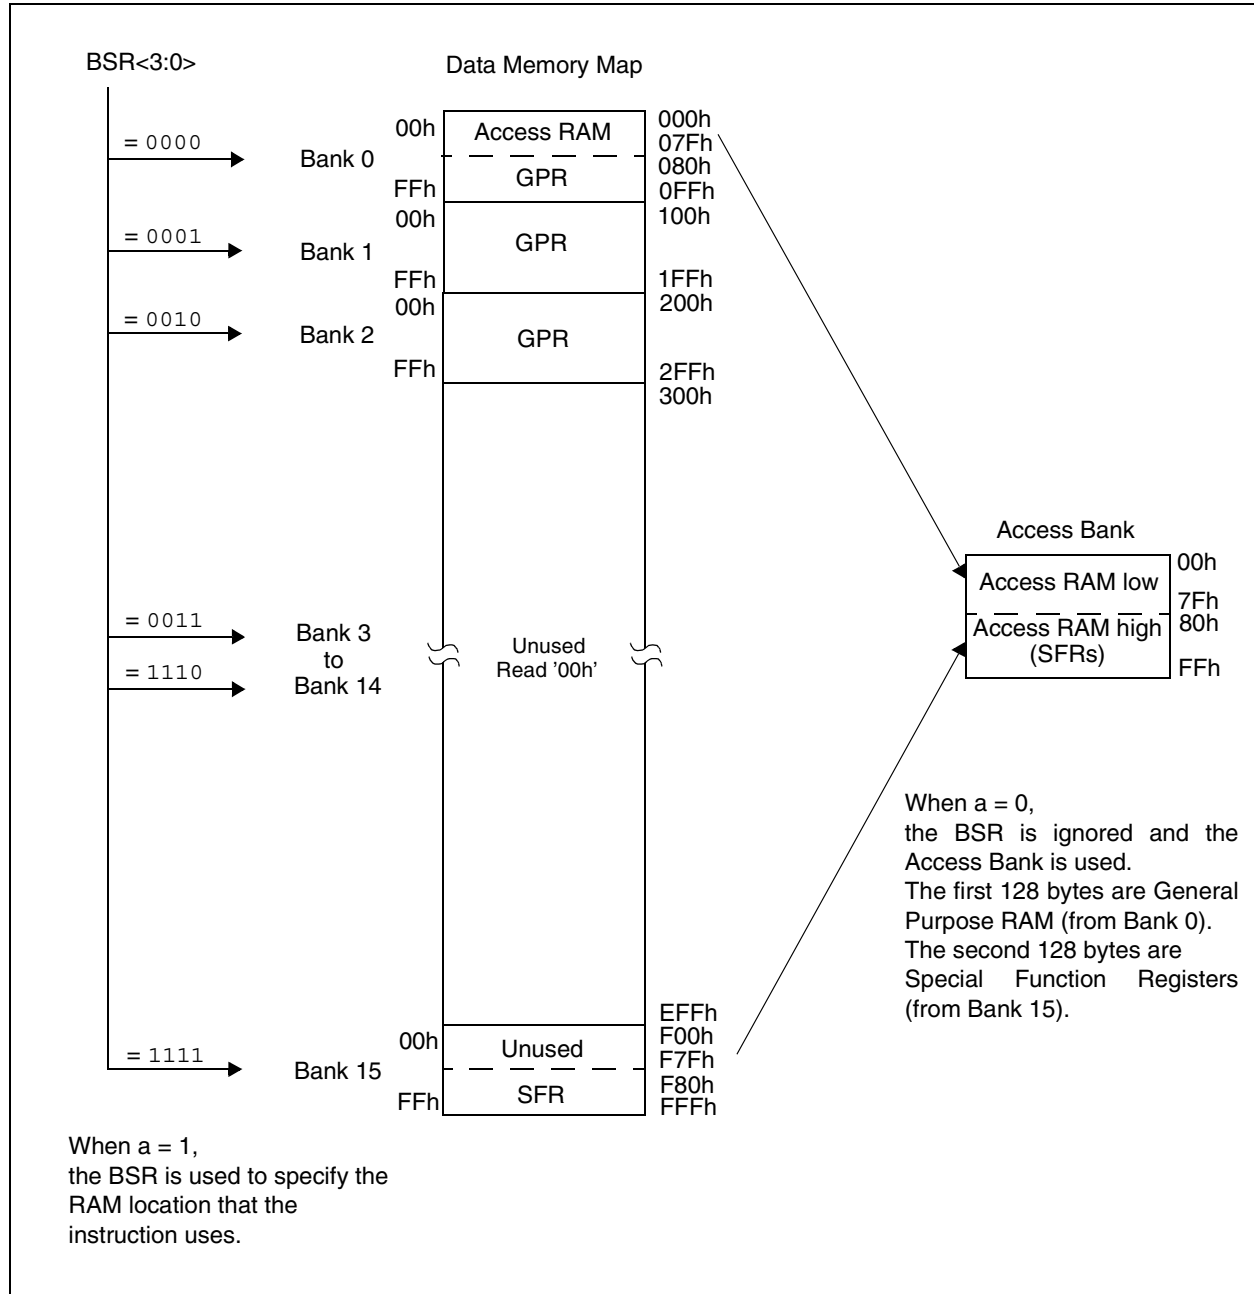 BSR<3:0>
Data Memory Map
= 0000
Bank 0
00h
Access RAM
000h
07Fh
FFh
GPR
080h
0FFh
= 0001
Bank 1
00h
GPR
100h
FFh
1FFh
= 0010
Bank 2
00h
GPR
200h
FFh
2FFh
300h
Access Bank
Access RAM low
00h
7Fh
Access RAM high
(SFRs)
80h
FFh
= 0011
Bank 3
to
= 1110
Bank 14
Unused
Read '00h'
When a = 0,
the BSR is ignored and the
Access Bank is used.
The first 128 bytes are General
Purpose RAM (from Bank 0).
The second 128 bytes are
Special Function Registers
(from Bank 15).
= 1111
Bank 15
00h
Unused
EFFh
F00h
F7Fh
FFh
SFR
F80h
FFFh
When a = 1,
the BSR is used to specify the
RAM location that the
instruction uses.